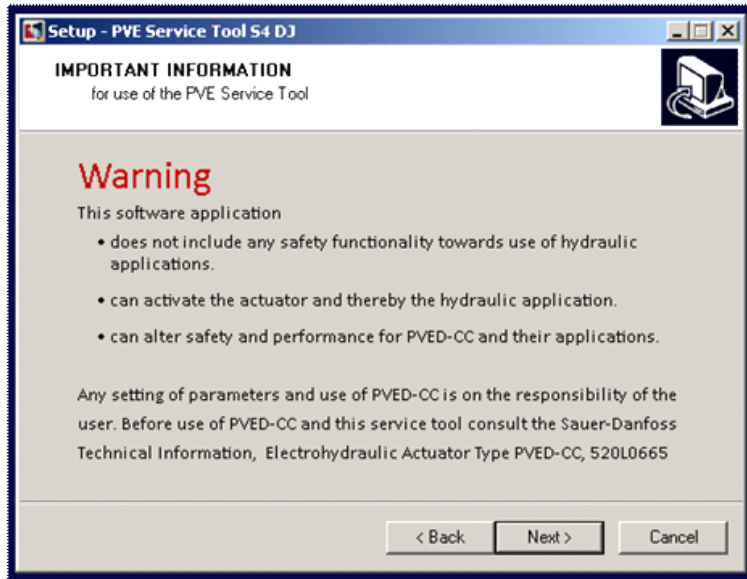 Setup - PVE Service Tool S4 DJ
IMPORTANT INFORMATION
for use of the PVE Service Tool
Warning
This software application
• does not include any safety functionality towards use of hydraulic
applications.
• can activate the actuator and thereby the hydraulic application.
• can alter safety and performance for PVED-CC and their applications.
Any setting of parameters and use of PVED-CC is on the responsibility of the
user. Before use of PVED-CC and this service tool consult the Sauer-Danfoss
Technical Information, Electrohydraulic Actuator Type PVED-CC, 520L0665
< Back Next > Cancel